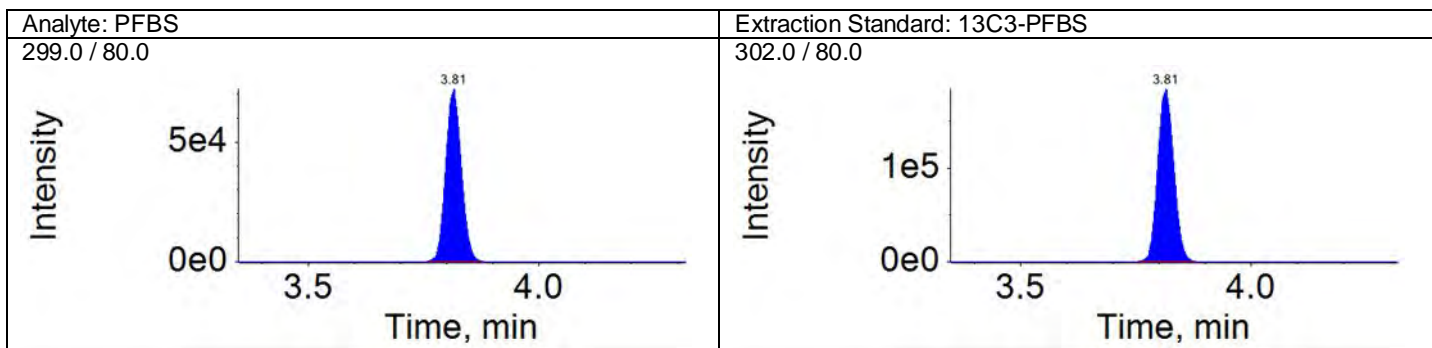 Analyte: PFBS
299.0 / 80.0
3.81
Intensity
5e4
0e0
3.5 4.0
Time, min
Extraction Standard: 13C3-PFBS
302.0 / 80.0
3.81
Intensity
1e5
0e0
3.5 4.0
Time, min